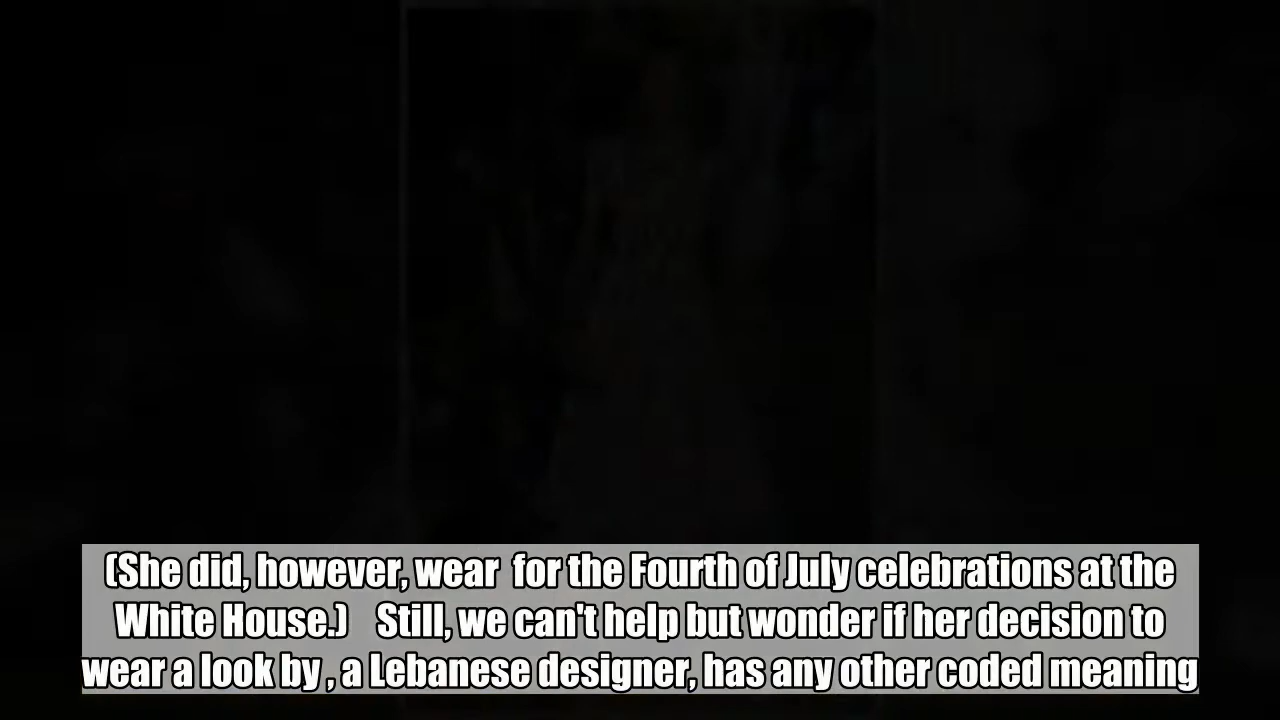 (She did, however, wear  for the Fourth of July celebrations at the
White House.)    Still, we can't help but wonder if her decision to
wear a look by , a Lebanese designer, has any other coded meaning